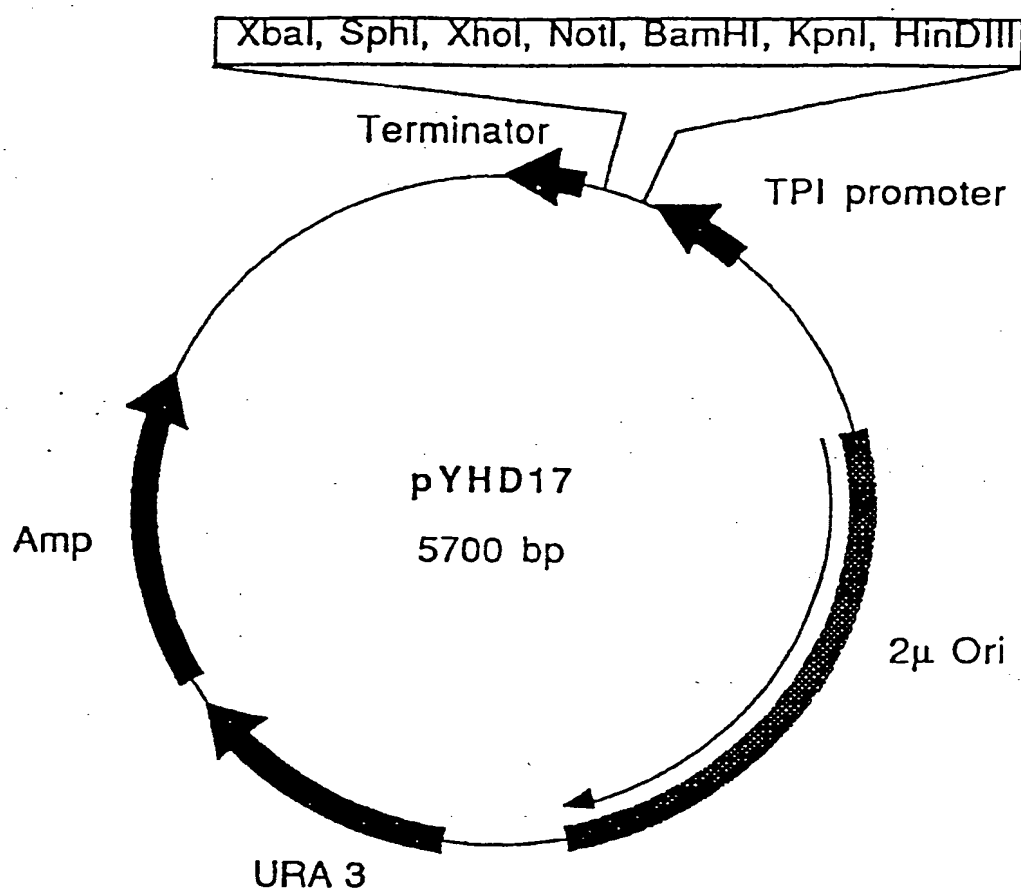 XbaI, SphI, XhoI, NotI, BamHI, KpnI, HinDIII
Terminator
TPI promoter
pYHD17
5700 bp
Amp
2μ Ori
URA 3